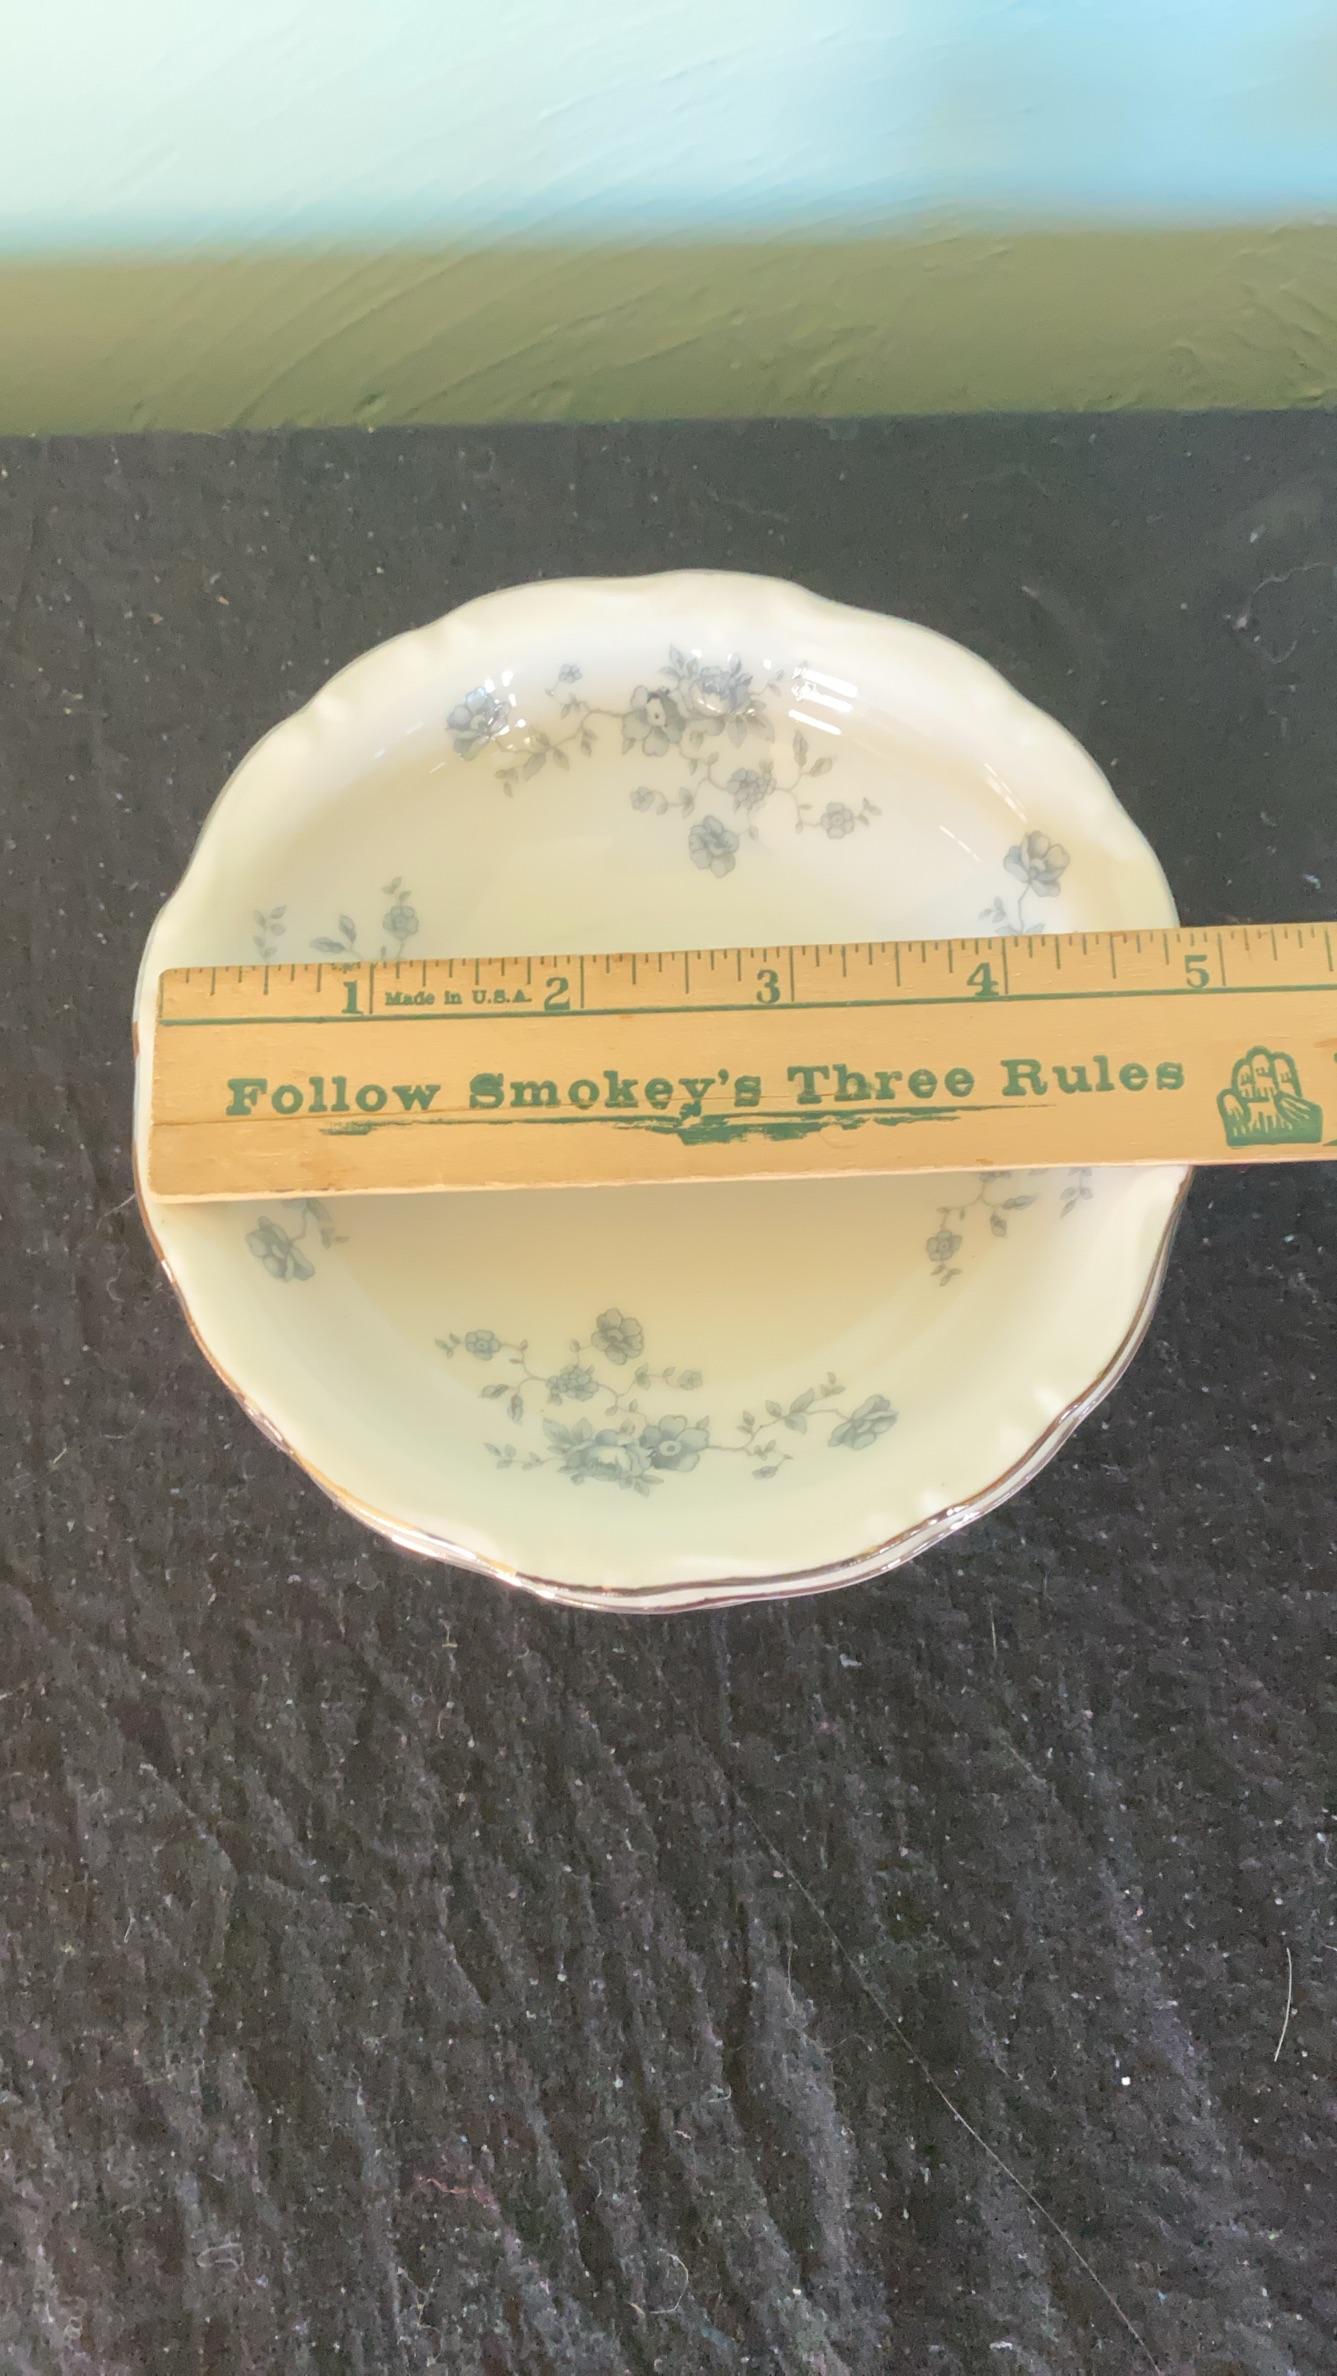 1 Made in U.S.A. 2 3 4 5
Follow Smokey's Three Rules